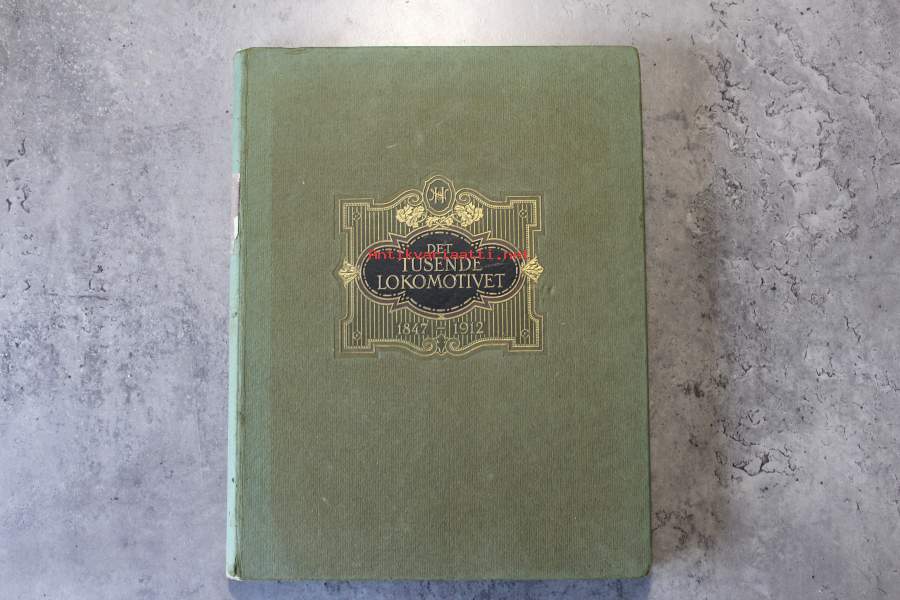 DET
Antikvariaatti.net
TUSENDE
LOKOMOTIVET
1847 — 1912